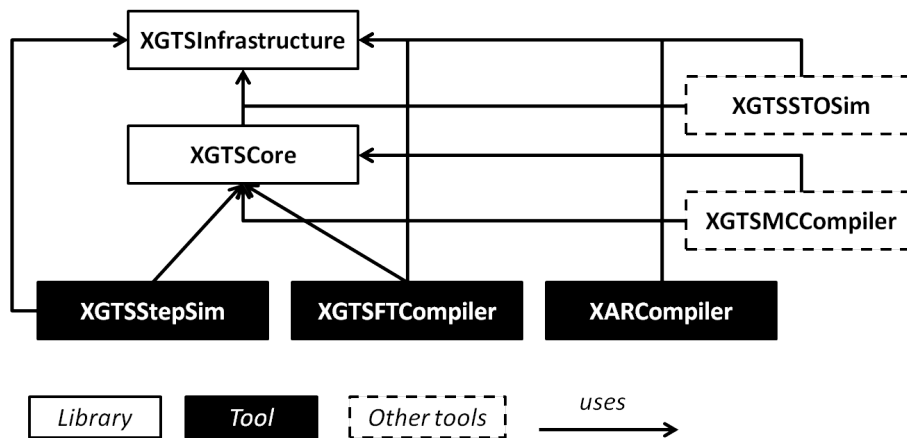 XGTSInfrastructure
XGTSSTOSim
XGTSCore
XGTSMCCompiler
XGTSStepSim
XGTSFTCompiler
XARCompiler
Library
Tool
Other tools
uses